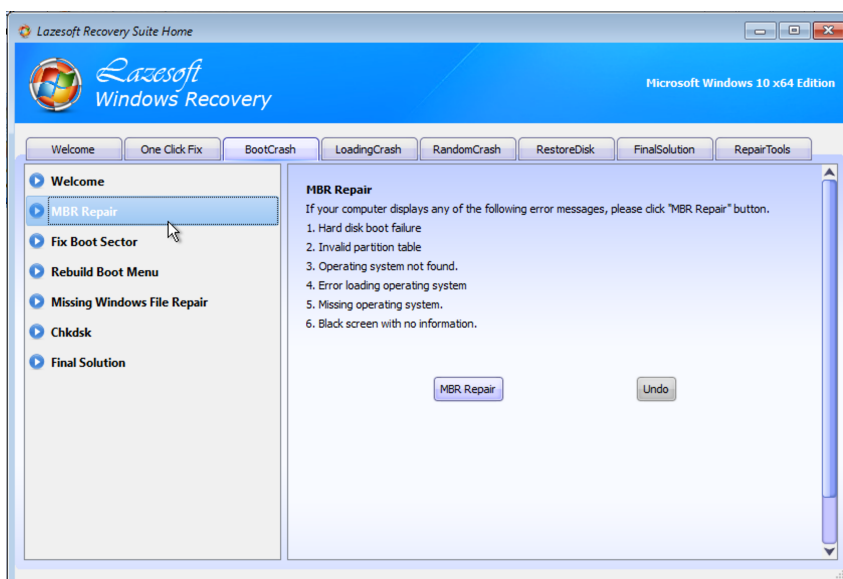 Lazesoft Recovery Suite Home
Lazesoft
Windows Recovery
Microsoft Windows 10 x64 Edition
Welcome
One Click Fix
BootCrash
LoadingCrash
RandomCrash
RestoreDisk
FinalSolution
RepairTools
Welcome
MBR Repair
Fix Boot Sector
Rebuild Boot Menu
Missing Windows File Repair
Chkdsk
Final Solution
MBR Repair
If your computer displays any of the following error messages, please click "MBR Repair" button.
1. Hard disk boot failure
2. Invalid partition table
3. Operating system not found.
4. Error loading operating system
5. Missing operating system.
6. Black screen with no information.
MBR Repair
Undo